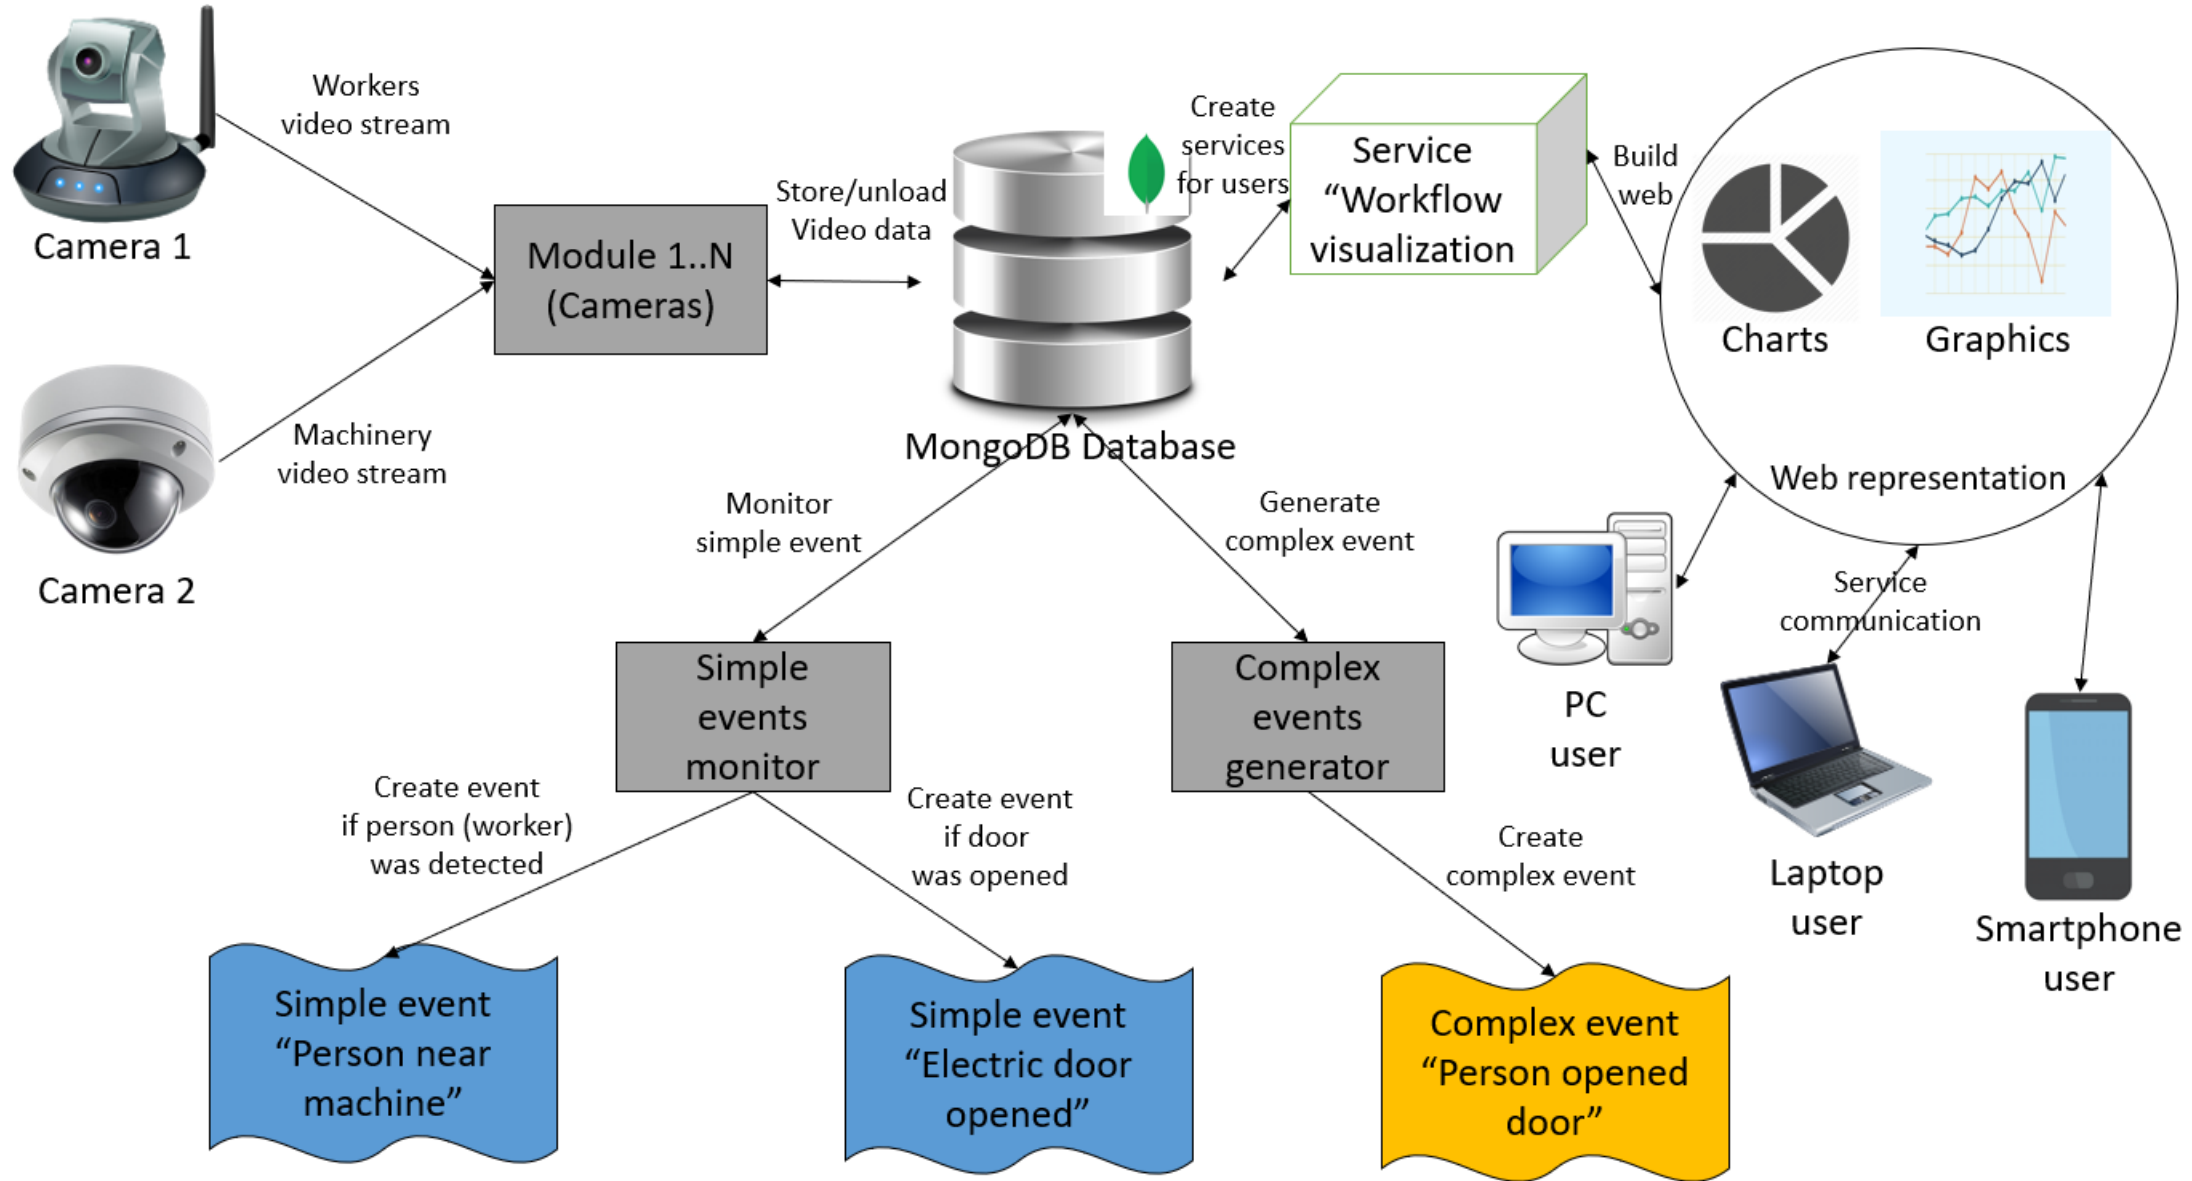 Workers
video stream
Camera 1
Module 1..N
(Cameras)
Machinery
video stream
Camera 2
Store/unload
Video data
MongoDB Database
Create
services
for users
Service
“Workflow
visualization
Build
web
Charts
Graphics
Web representation
Monitor
simple event
Generate
complex event
Service
communication
Simple
events
monitor
Complex
events
generator
PC
user
Laptop
user
Smartphone
user
Create event
if person (worker)
was detected
Create event
if door
was opened
Create
complex event
Simple event
“Person near
machine”
Simple event
“Electric door
opened”
Complex event
“Person opened
door”